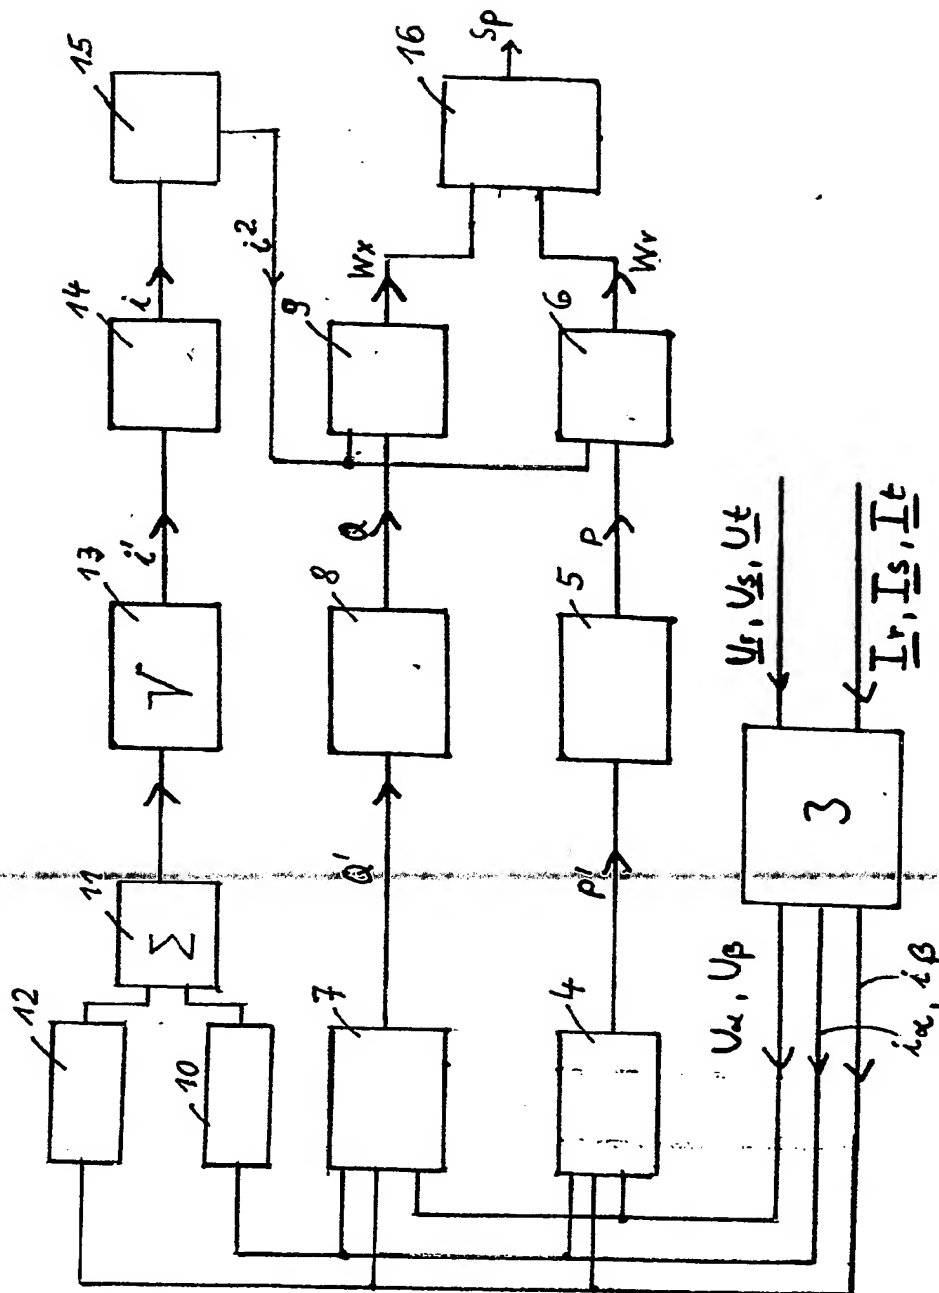 12
11
Σ
13
√
i'
14
i
15
10
i²
7
Q'
8
Q
9
Wx
16
Sp
4
P'
5
P
6
Wr
Uα, Uβ
iα, iβ
3
Ur, Us, Ut
Ir, Is, It